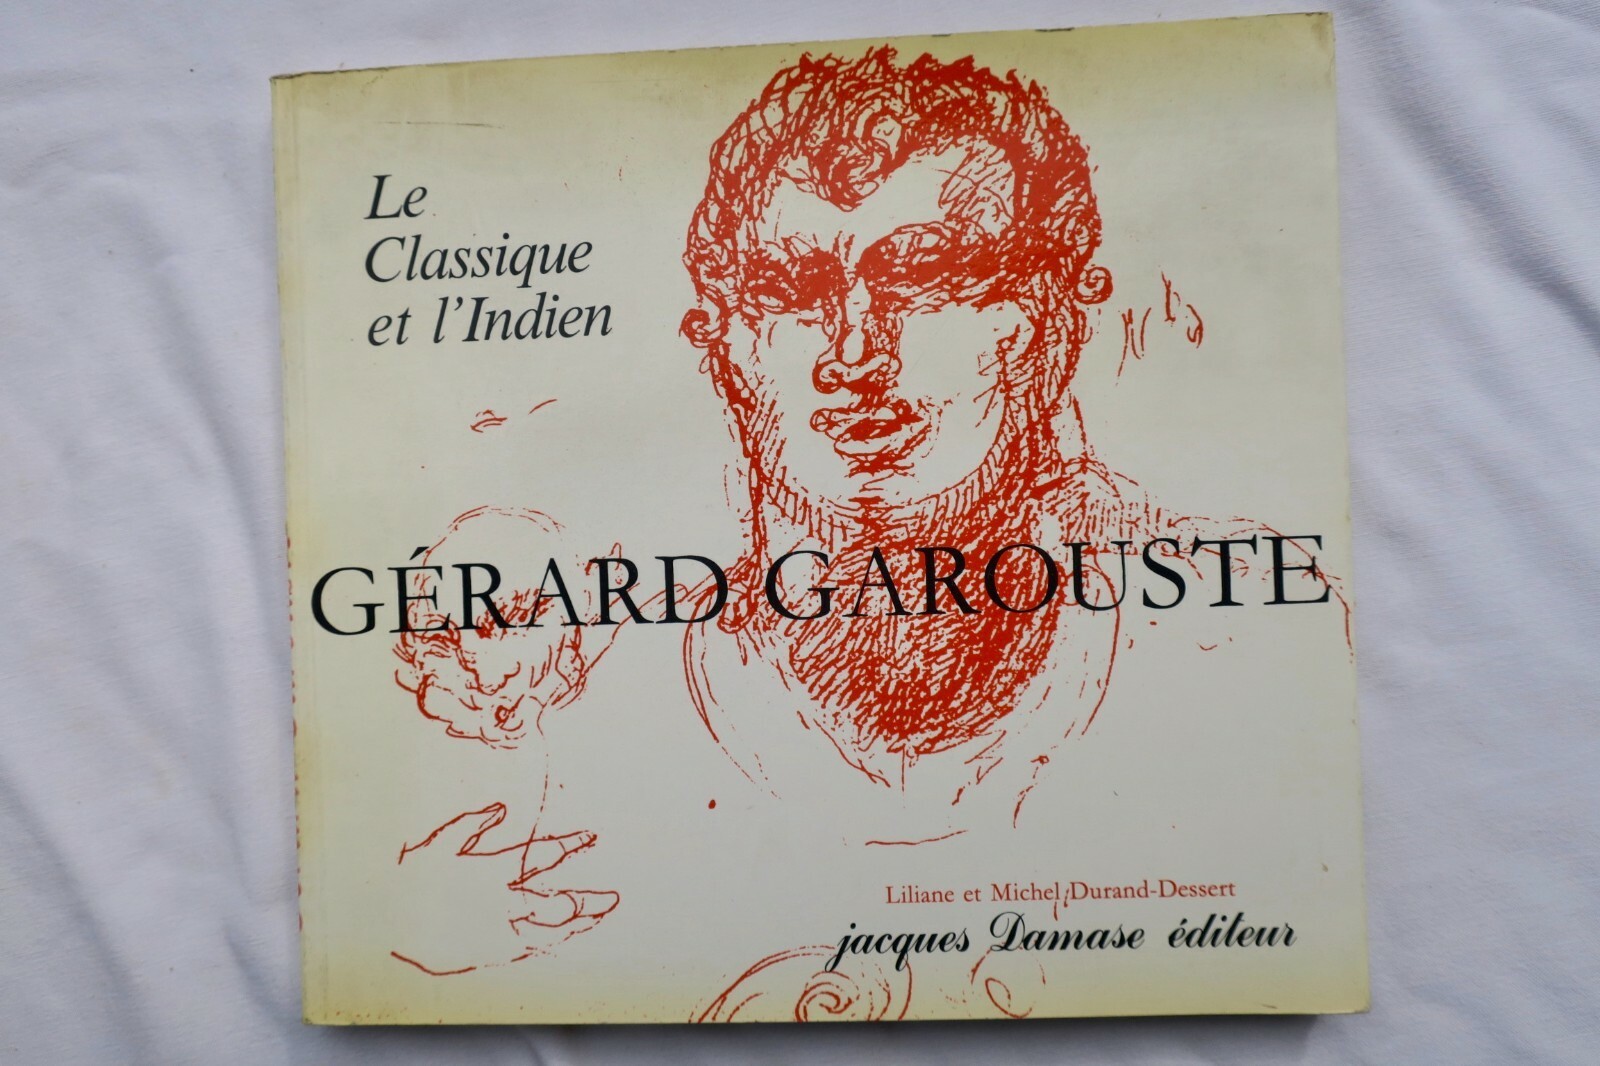 Le
Classique
et l'Indien
GÉRARD GAROUSTE
Liliane et Michel Durand-Dessert
jacques Damase éditeur